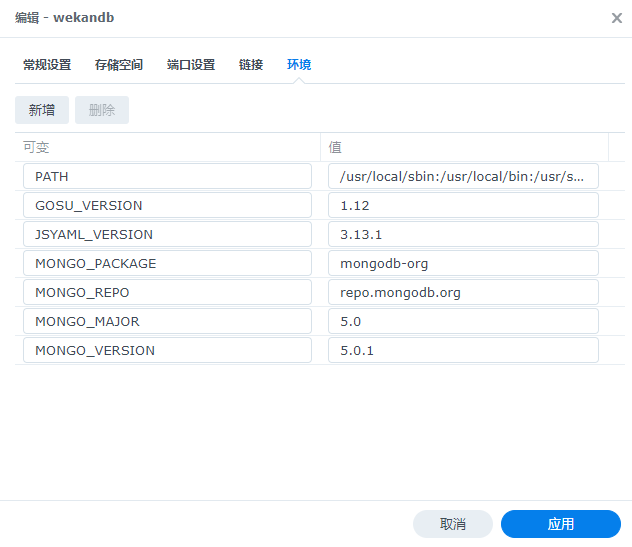 编辑 - wekandb
常规设置 存储空间 端口设置 链接 环境
新增 删除
可变 值
PATH /usr/local/sbin:/usr/local/bin:/usr/s...
GOSU_VERSION 1.12
JSYAML_VERSION 3.13.1
MONGO_PACKAGE mongodb-org
MONGO_REPO repo.mongodb.org
MONGO_MAJOR 5.0
MONGO_VERSION 5.0.1
取消 应用